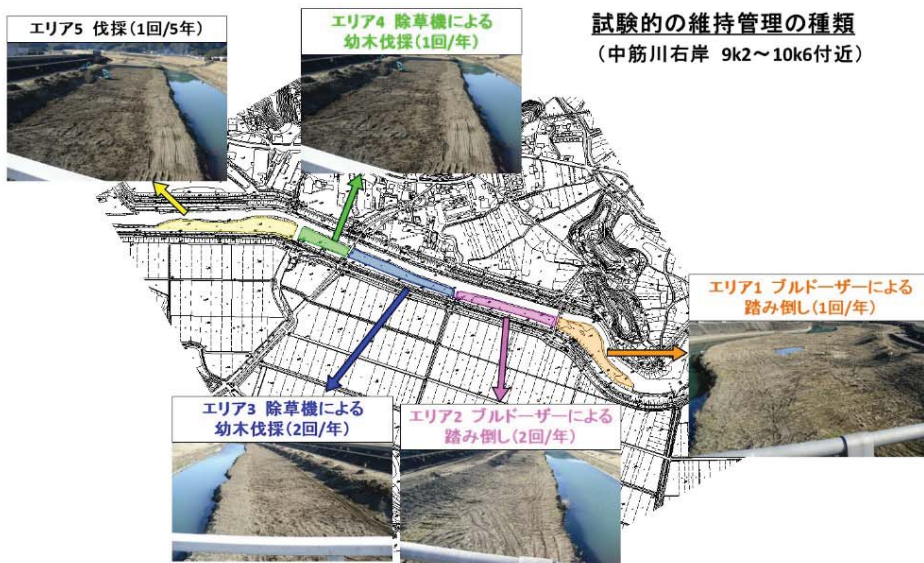 試験的の維持管理の種類
（中筋川右岸 9k2～10k6付近）
エリア5 伐採（1回/5年）
エリア4 除草機による
幼木伐採（1回/年）
エリア1 ブルドーザーによる
踏み倒し（1回/年）
エリア3 除草機による
幼木伐採（2回/年）
エリア2 ブルドーザーによる
踏み倒し（2回/年）